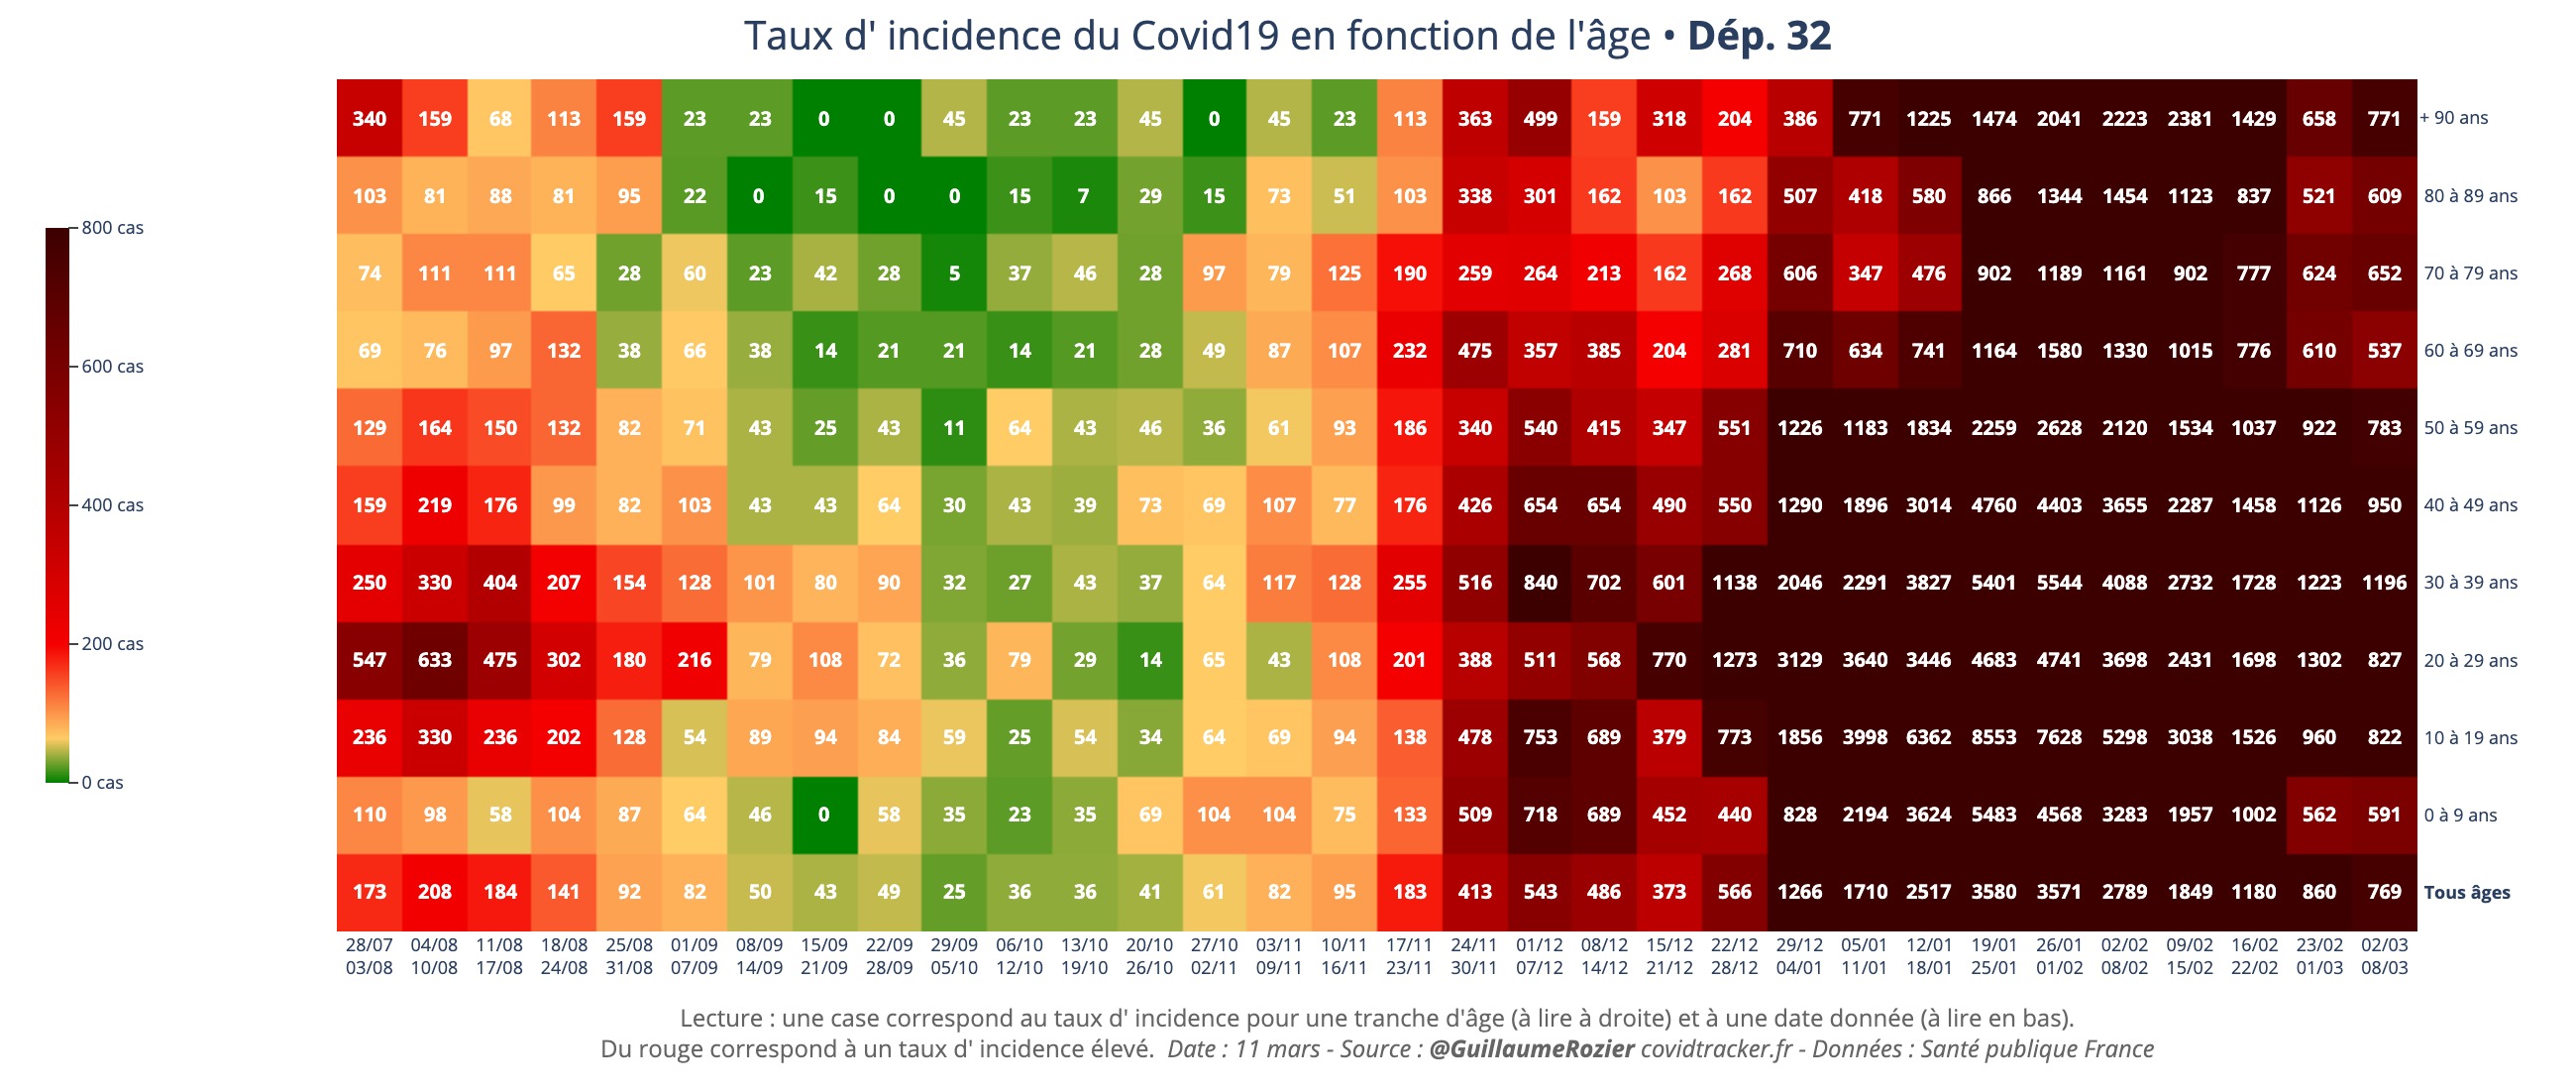 Taux d' incidence du Covid19 en fonction de l'âge • Dép. 32
340 159 68 113 159 23 23 0 0 45 23 23 45 0 45 23 113 363 499 159 318 204 386 771 1225 1474 2041 2223 2381 1429 658 771 + 90 ans
103 81 88 81 95 22 0 15 0 0 15 7 29 15 73 51 103 338 301 162 103 162 507 418 580 866 1344 1454 1123 837 521 609 80 à 89 ans
800 cas
74 111 111 65 28 60 23 42 28 5 37 46 28 97 79 125 190 259 264 213 162 268 606 347 476 902 1189 1161 902 777 624 652 70 à 79 ans
69 76 97 132 38 66 38 14 21 21 14 21 28 49 87 107 232 475 357 385 204 281 710 634 741 1164 1580 1330 1015 776 610 537 60 à 69 ans
600 cas
129 164 150 132 82 71 43 25 43 11 64 43 46 36 61 93 186 340 540 415 347 551 1226 1183 1834 2259 2628 2120 1534 1037 922 783 50 à 59 ans
400 cas
159 219 176 99 82 103 43 43 64 30 43 39 73 69 107 77 176 426 654 654 490 550 1290 1896 3014 4760 4403 3655 2287 1458 1126 950 40 à 49 ans
250 330 404 207 154 128 101 80 90 32 27 43 37 64 117 128 255 516 840 702 601 1138 2046 2291 3827 5401 5544 4088 2732 1728 1223 1196 30 à 39 ans
200 cas
547 633 475 302 180 216 79 108 72 36 79 29 14 65 43 108 201 388 511 568 770 1273 3129 3640 3446 4683 4741 3698 2431 1698 1302 827 20 à 29 ans
236 330 236 202 128 54 89 94 84 59 25 54 34 64 69 94 138 478 753 689 379 773 1856 3998 6362 8553 7628 5298 3038 1526 960 822 10 à 19 ans
0 cas
110 98 58 104 87 64 46 0 58 35 23 35 69 104 104 75 133 509 718 689 452 440 828 2194 3624 5483 4568 3283 1957 1002 562 591 0 à 9 ans
173 208 184 141 92 82 50 43 49 25 36 36 41 61 82 95 183 413 543 486 373 566 1266 1710 2517 3580 3571 2789 1849 1180 860 769 Tous âges
28/07 04/08 11/08 18/08 25/08 01/09 08/09 15/09 22/09 29/09 06/10 13/10 20/10 27/10 03/11 10/11 17/11 24/11 01/12 08/12 15/12 22/12 29/12 05/01 12/01 19/01 26/01 02/02 09/02 16/02 23/02 02/03
03/08 10/08 17/08 24/08 31/08 07/09 14/09 21/09 28/09 05/10 12/10 19/10 26/10 02/11 09/11 16/11 23/11 30/11 07/12 14/12 21/12 28/12 04/01 11/01 18/01 25/01 01/02 08/02 15/02 22/02 01/03 08/03
Lecture : une case correspond au taux d' incidence pour une tranche d'âge (à lire à droite) et à une date donnée (à lire en bas).
Du rouge correspond à un taux d' incidence élevé. Date : 11 mars - Source : @GuillaumeRozier covidtracker.fr - Données : Santé publique France